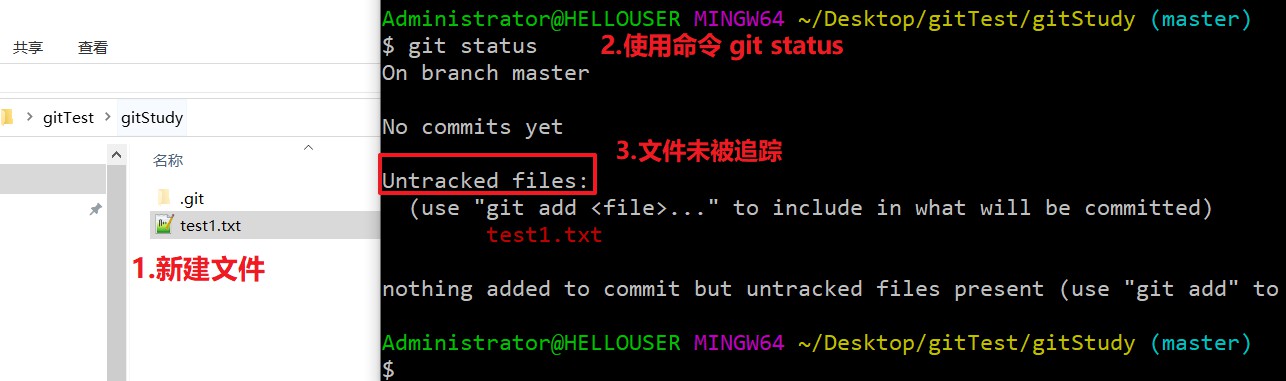 共享 查看
gitTest > gitStudy
名称
.git
test1.txt
1.新建文件
Administrator@HELLOUSER MINGW64 ~/Desktop/gitTest/gitStudy (master)
$ git status
2.使用命令 git status
On branch master
No commits yet
3.文件未被追踪
Untracked files:
(use "git add <file>..." to include in what will be committed)
test1.txt
nothing added to commit but untracked files present (use "git add" to
Administrator@HELLOUSER MINGW64 ~/Desktop/gitTest/gitStudy (master)
$